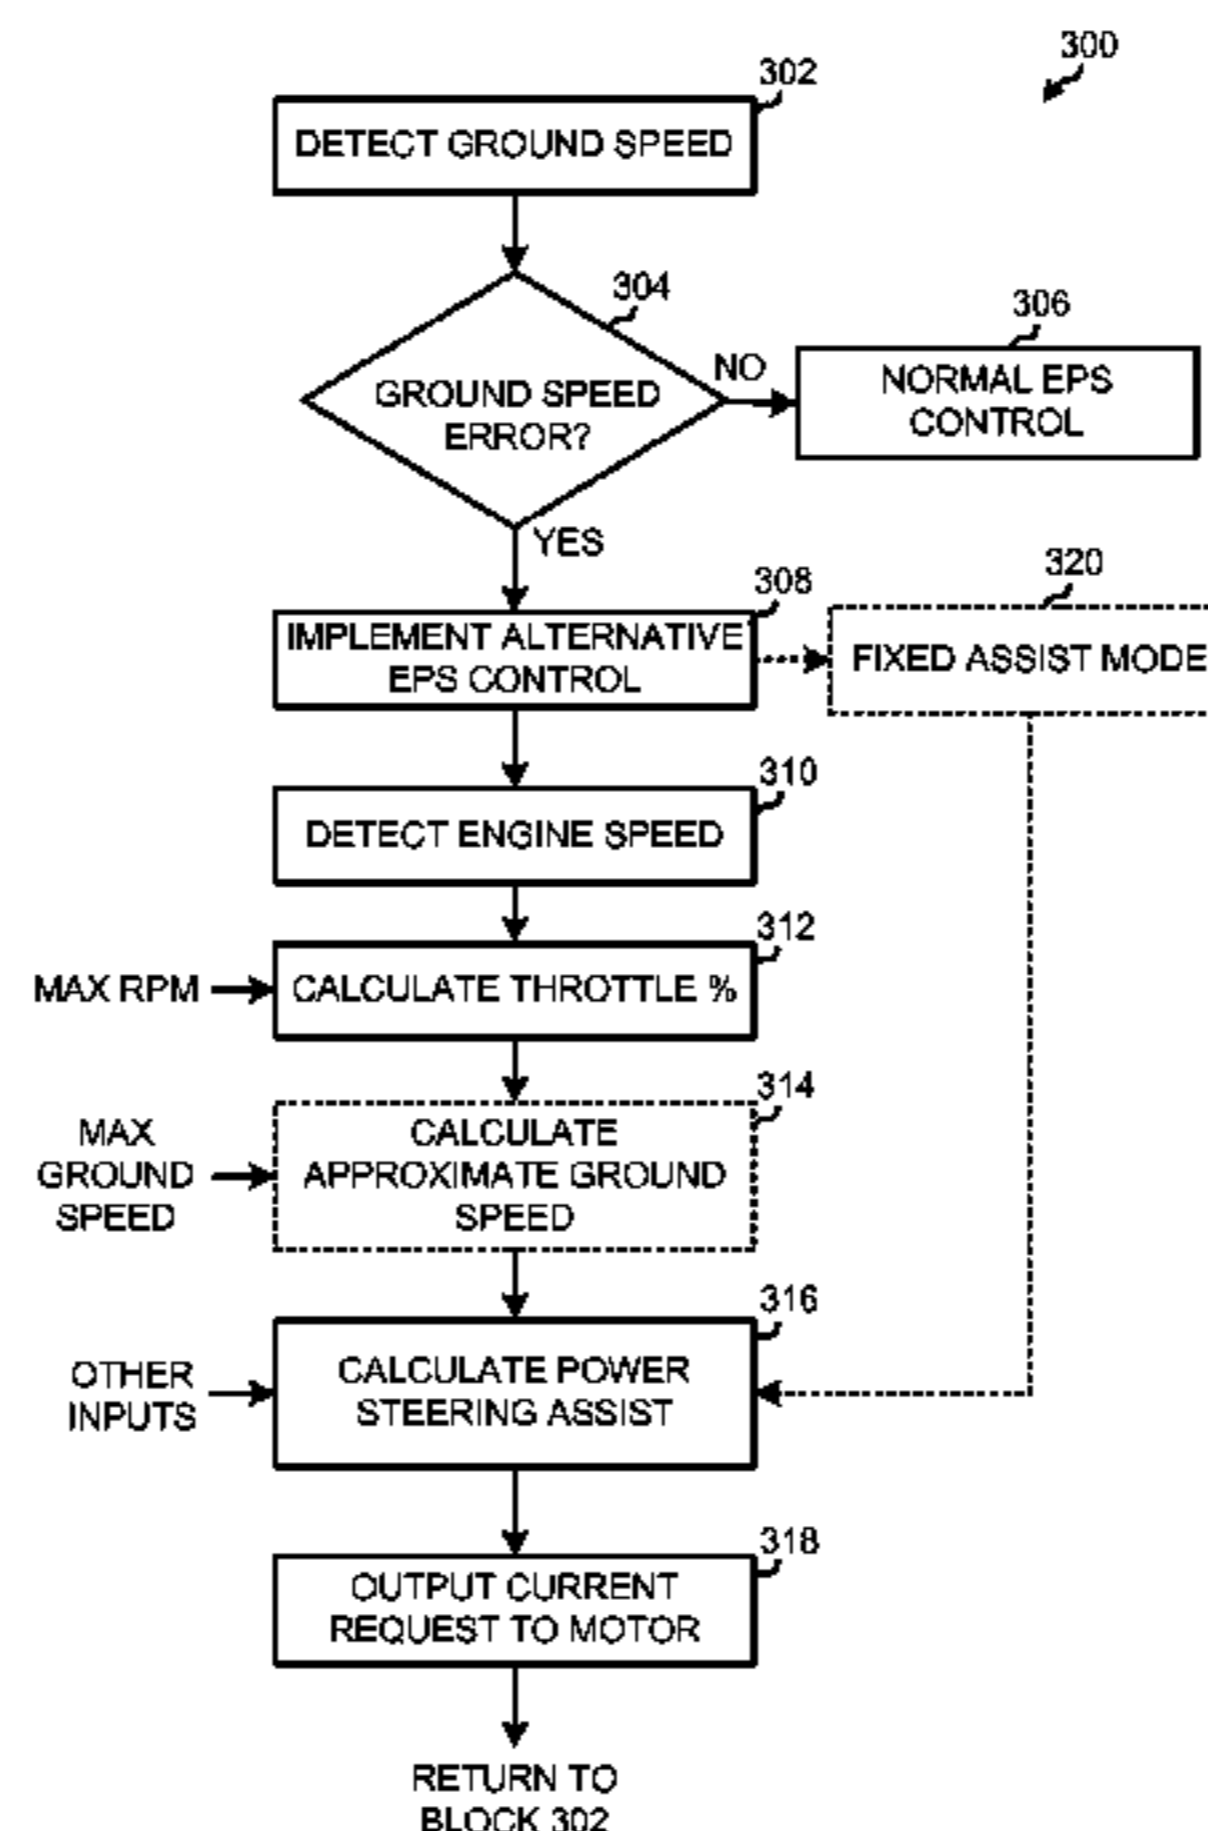 300
302
DETECT GROUND SPEED
304
GROUND SPEED
ERROR?
NO
306
NORMAL EPS
CONTROL
YES
308
IMPLEMENT ALTERNATIVE
EPS CONTROL
320
FIXED ASSIST MODE
310
DETECT ENGINE SPEED
312
MAX RPM
CALCULATE THROTTLE %
314
MAX
GROUND
SPEED
CALCULATE
APPROXIMATE GROUND
SPEED
316
OTHER
INPUTS
CALCULATE POWER
STEERING ASSIST
318
OUTPUT CURRENT
REQUEST TO MOTOR
RETURN TO
BLOCK 302